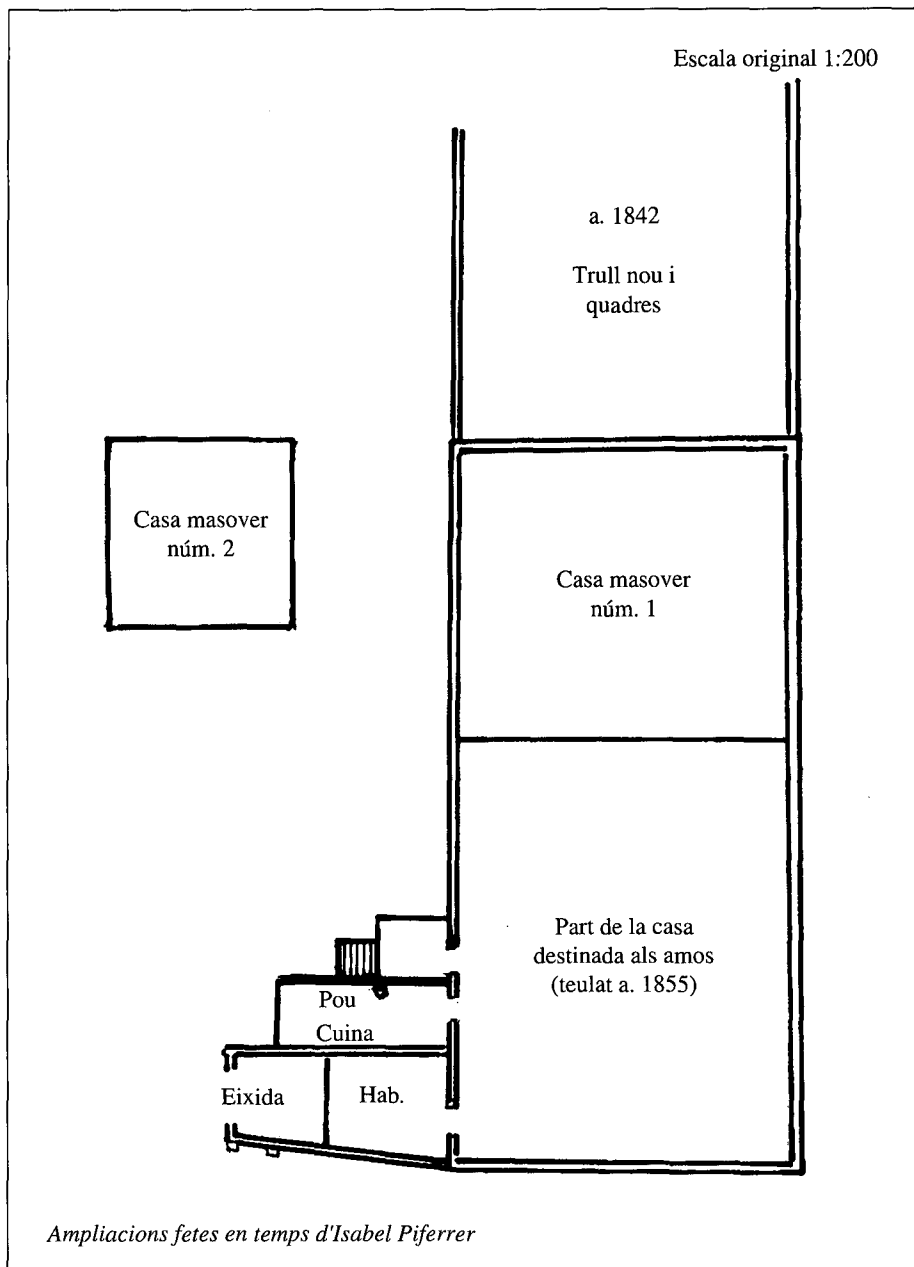 Escala original 1:200
a. 1842
Trull nou i
quadres
Casa masover
núm. 2
Casa masover
núm. 1
Part de la casa
destinada als amos
(teulat a. 1855)
Pou
Cuina
Eixida
Hab.
Ampliacions fetes en temps d'Isabel Piferrer